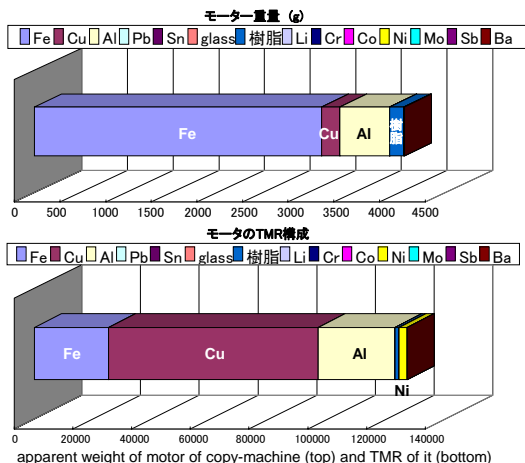 モーター重量 (g)
Fe Cu Al Pb Sn glass 樹脂 Li Cr Co Ni Mo Sb Ba
Fe Cu Al 樹脂
0 500 1000 1500 2000 2500 3000 3500 4000 4500
モータのTMR構成
Fe Cu Al Pb Sn glass 樹脂 Li Cr Co Ni Mo Sb Ba
Fe Cu Al
Ni
0 20000 40000 60000 80000 100000 120000 140000
apparent weight of motor of copy-machine (top) and TMR of it (bottom)